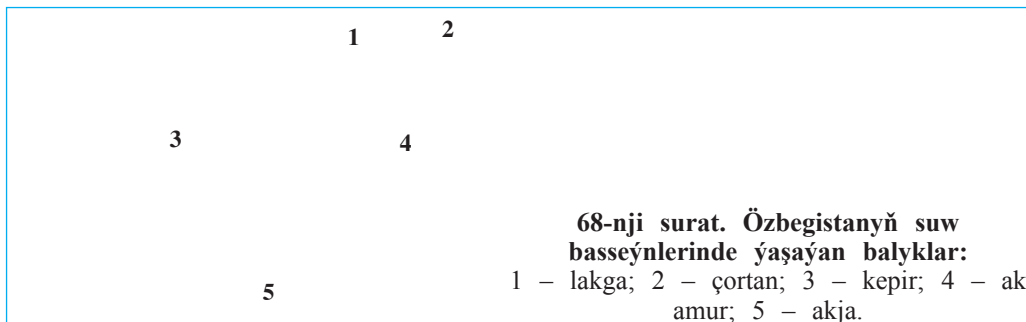 1
2
3
4
68-nji surat. Özbegistanyň suw
basseýnlerinde ýaşaýan balyklar:
1 – lakga; 2 – çortan; 3 – kepir; 4 – ak
amur; 5 – akja.
5